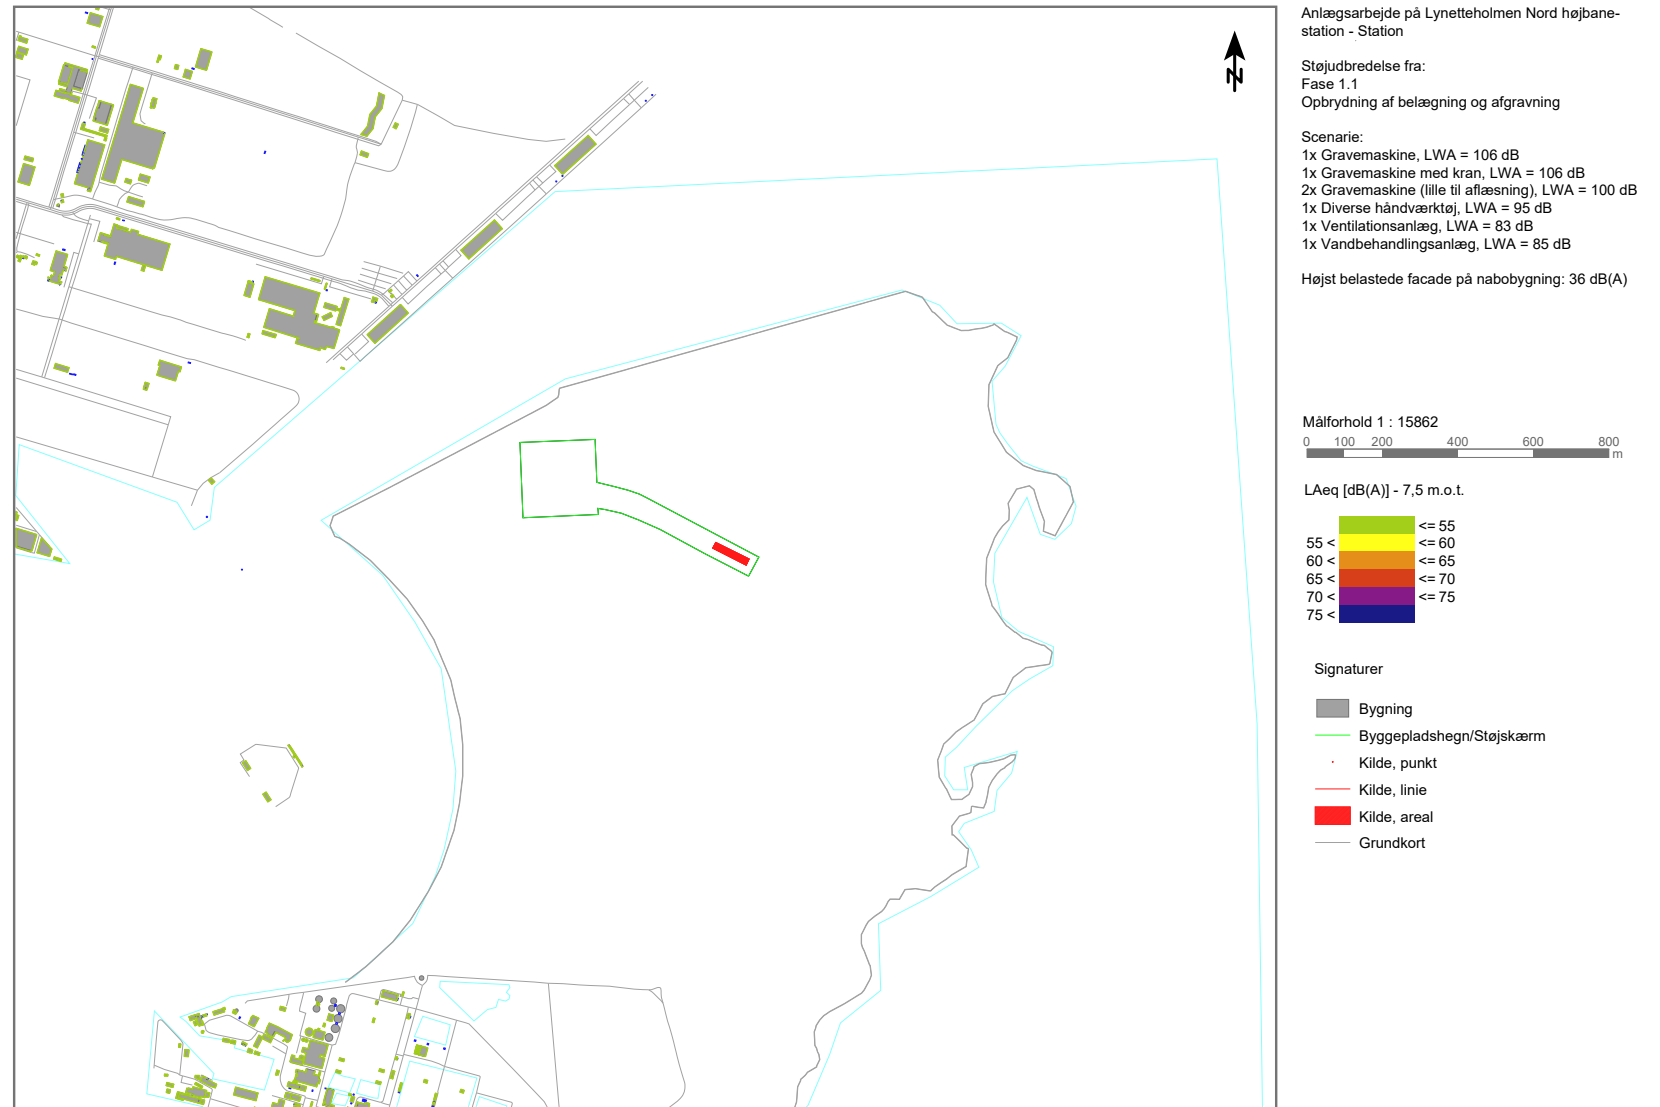 N
Anlægsarbejde på Lynetteholmen Nord højbane-
station - Station
Støjudbredelse fra:
Fase 1.1
Opbrydning af belægning og afgravning
Scenarie:
1x Gravemaskine, LWA = 106 dB
1x Gravemaskine med kran, LWA = 106 dB
2x Gravemaskine (lille til aflæsning), LWA = 100 dB
1x Diverse håndværktøj, LWA = 95 dB
1x Ventilationsanlæg, LWA = 83 dB
1x Vandbehandlingsanlæg, LWA = 85 dB
Højst belastede facade på nabobygning: 36 dB(A)
Målforhold 1 : 15862
0 100 200 400 600 800
m
LAeq [dB(A)] - 7,5 m.o.t.
<= 55
55 < <= 60
60 < <= 65
65 < <= 70
70 < <= 75
75 <
Signaturer
Bygning
Byggepladshegn/Støjskærm
Kilde, punkt
Kilde, linie
Kilde, areal
Grundkort